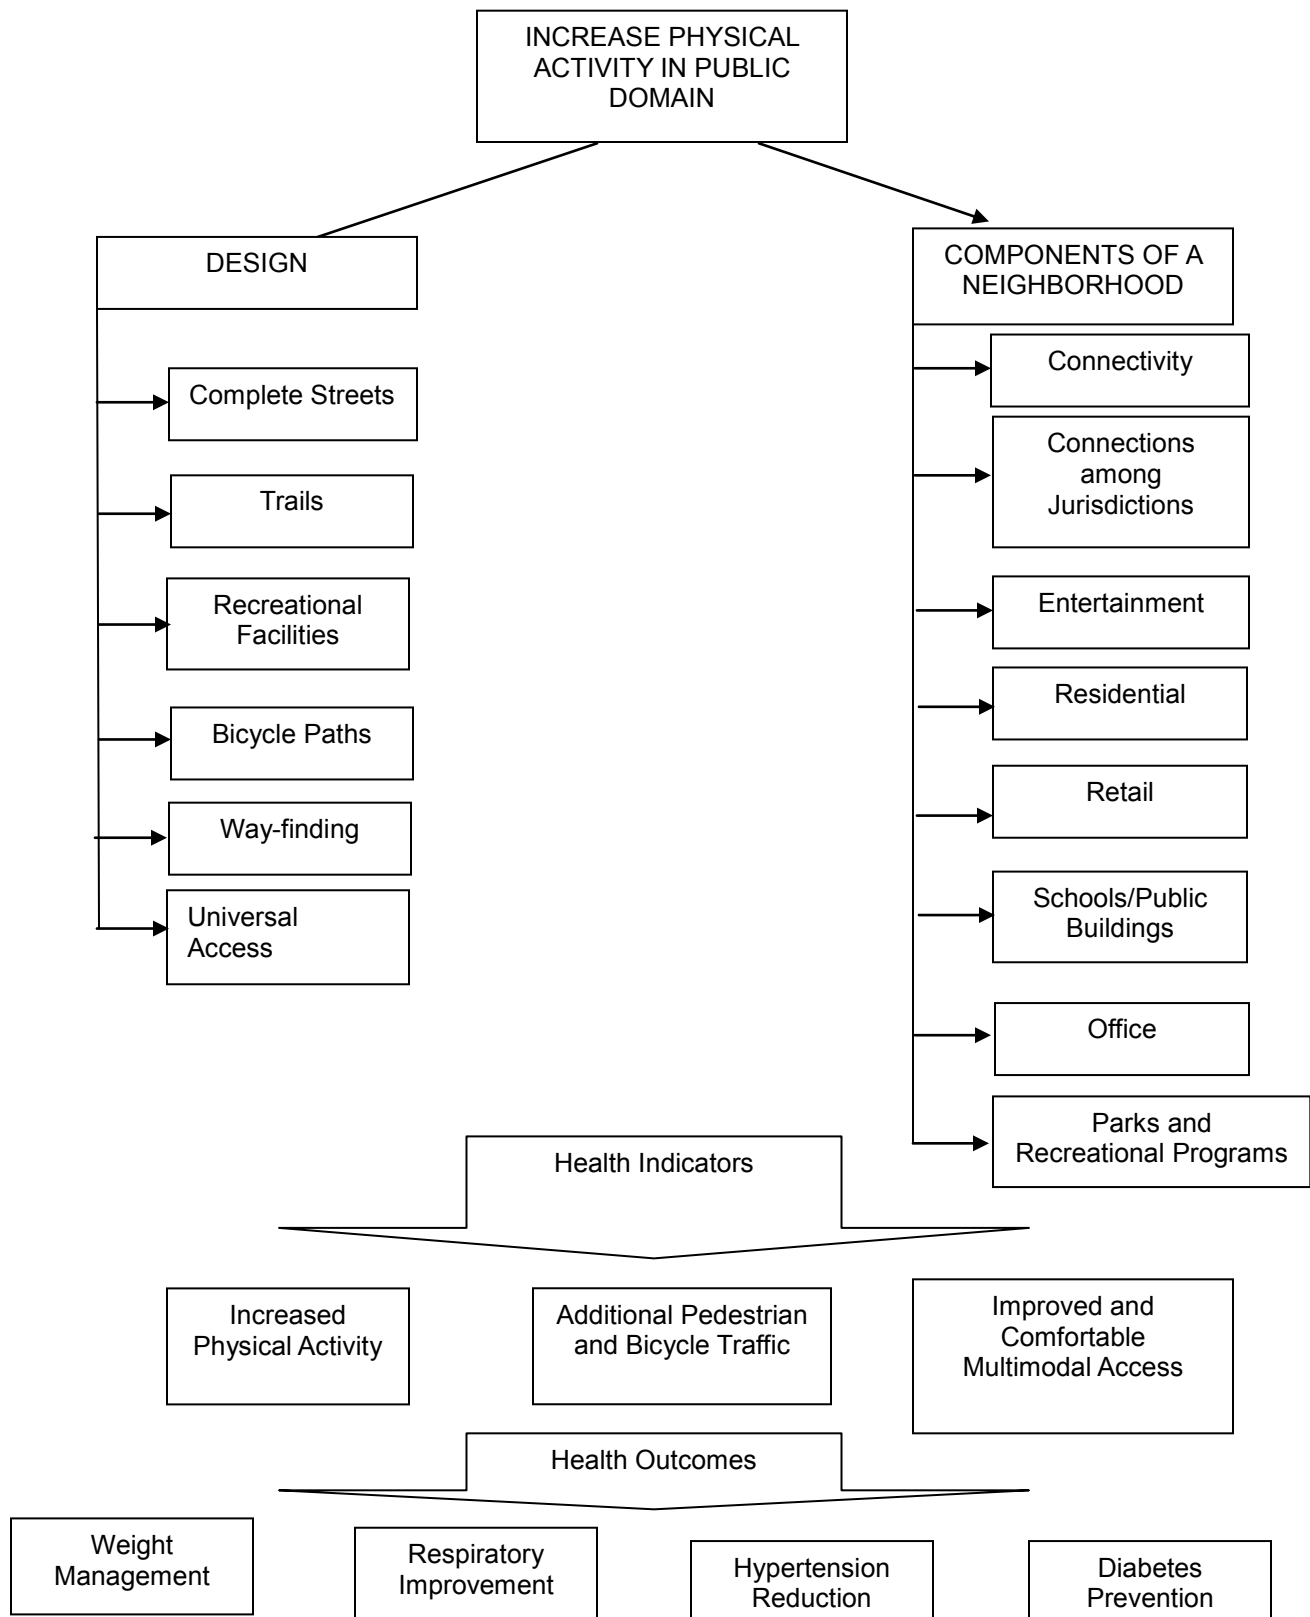 INCREASE PHYSICAL
ACTIVITY IN PUBLIC
DOMAIN
DESIGN
Complete Streets
Trails
Recreational
Facilities
Bicycle Paths
Way-finding
Universal
Access
COMPONENTS OF A
NEIGHBORHOOD
Connectivity
Connections
among
Jurisdictions
Entertainment
Residential
Retail
Schools/Public
Buildings
Office
Parks and
Recreational Programs
Health Indicators
Increased
Physical Activity
Additional Pedestrian
and Bicycle Traffic
Improved and
Comfortable
Multimodal Access
Health Outcomes
Weight
Management
Respiratory
Improvement
Hypertension
Reduction
Diabetes
Prevention